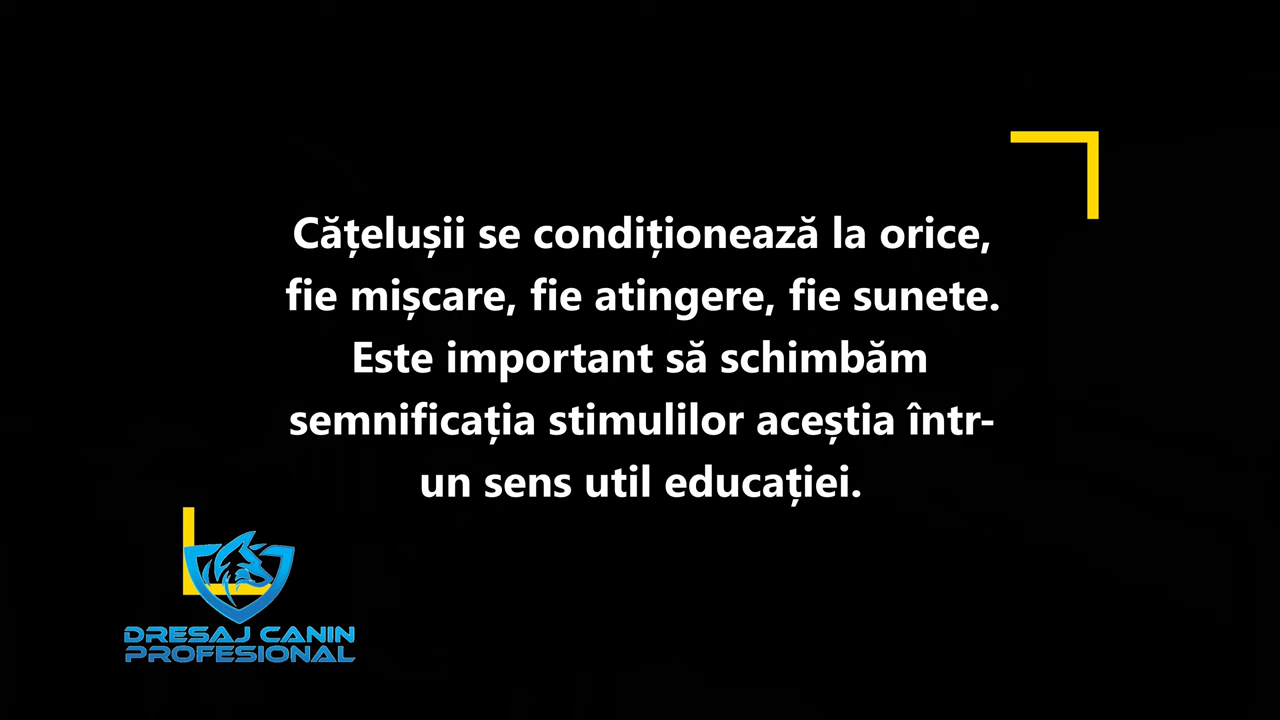 Cățelușii se condiționează la orice,
fie mișcare, fie atingere, fie sunete.
Este important să schimbăm
semnificația stimulilor aceștia într-
un sens util educației.
DRESAJ CANIN
PROFESIONAL